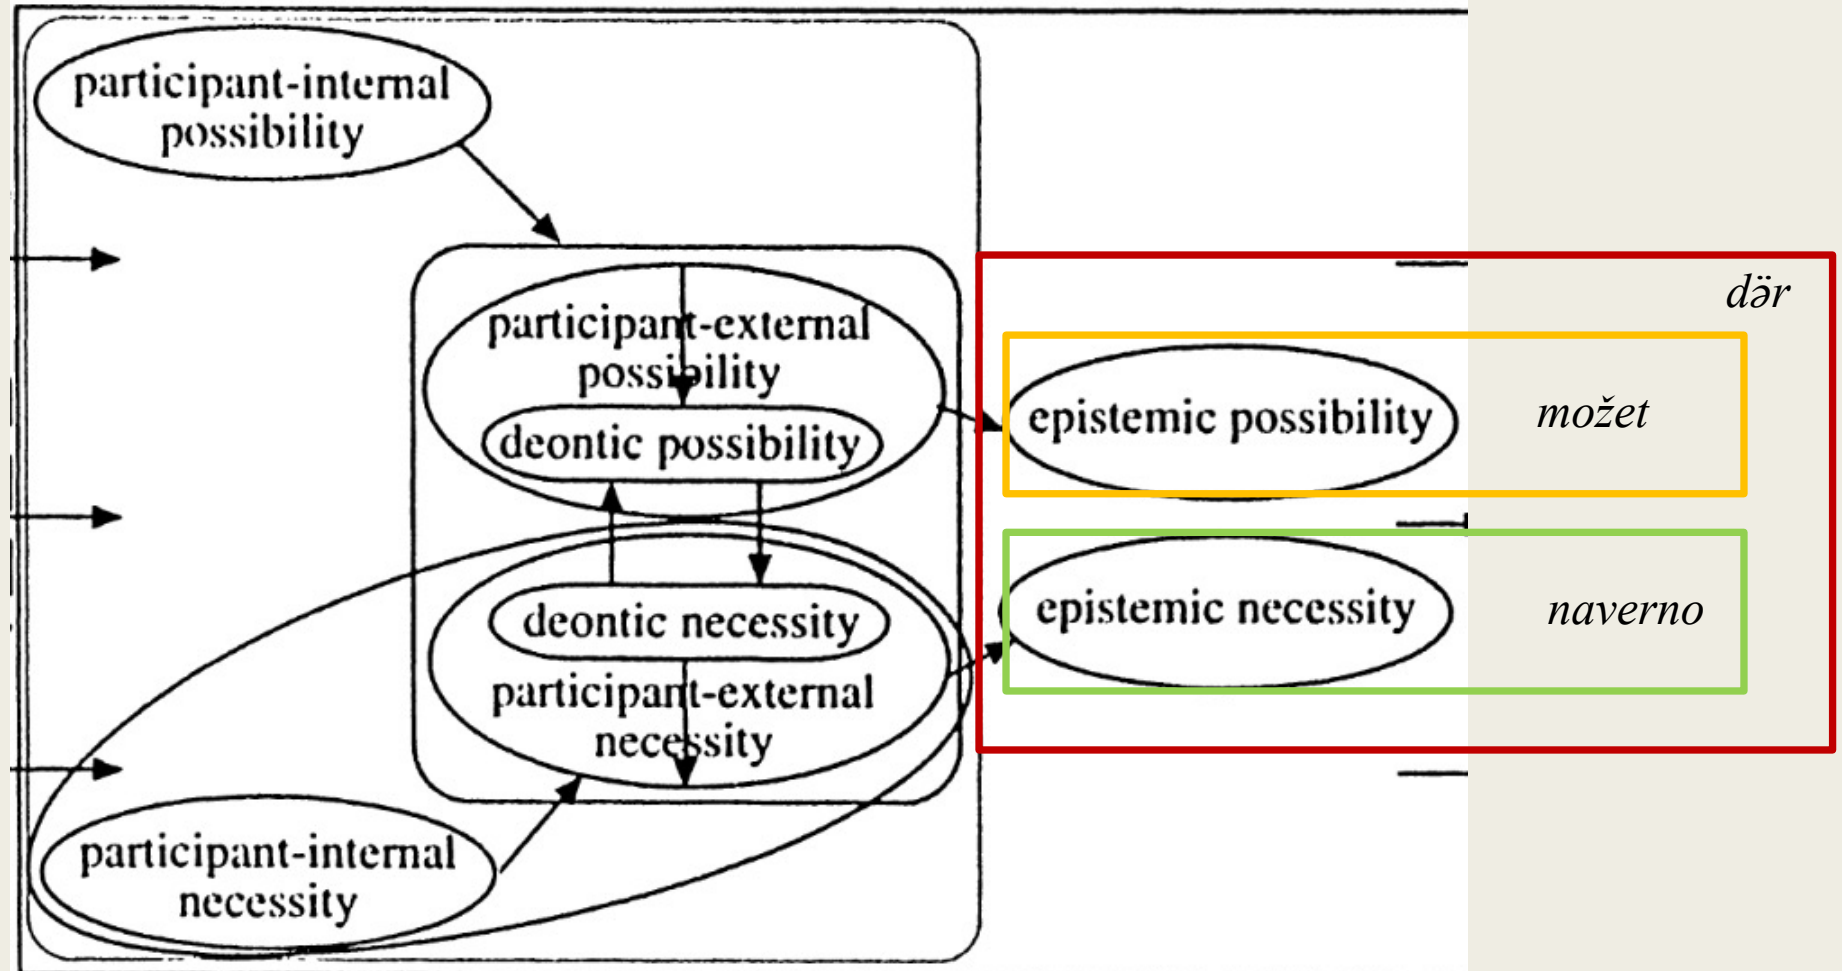 participant-internal
possibility
participant-external
possibility
deontic possibility
deontic necessity
participant-external
necessity
participant-internal
necessity
epistemic possibility
epistemic necessity
də̈r
možet
naverno